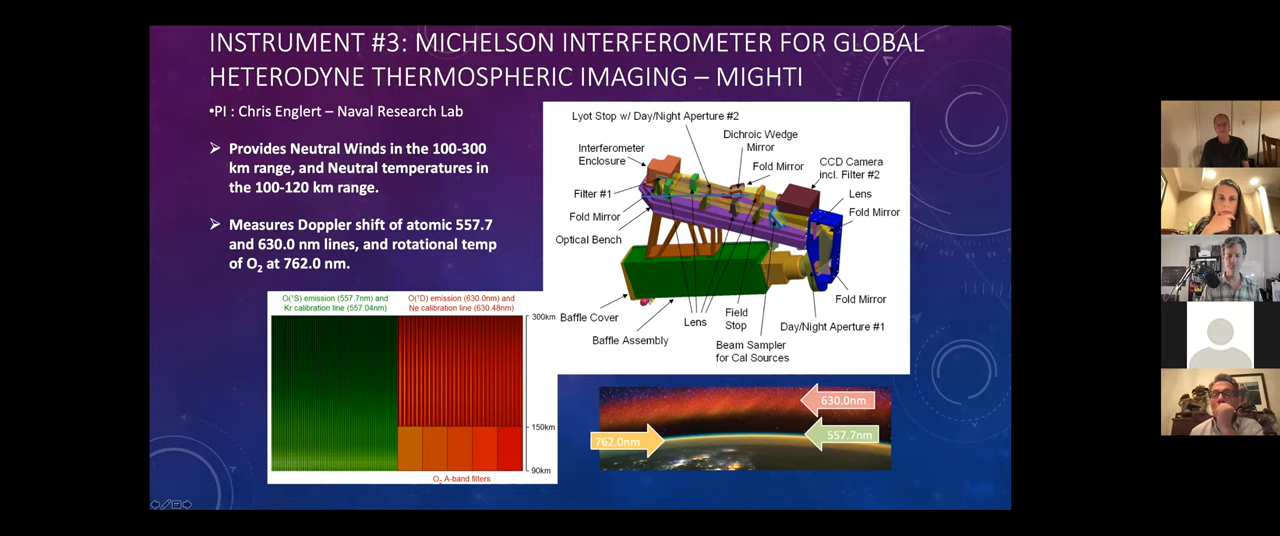 INSTRUMENT #3: MICHELSON INTERFEROMETER FOR GLOBAL
HETERODYNE THERMOSPHERIC IMAGING – MIGHTI
•PI : Chris Englert – Naval Research Lab
➢ Provides Neutral Winds in the 100-300
km range, and Neutral temperatures in
the 100-120 km range.
➢ Measures Doppler shift of atomic 557.7
and 630.0 nm lines, and rotational temp
of O₂ at 762.0 nm.
Lyot Stop w/ Day/Night Aperture #2
Dichroic Wedge
Mirror
Interferometer
Enclosure
Fold Mirror
CCD Camera
incl. Filter #2
Filter #1
Lens
Fold Mirror
Fold Mirror
Optical Bench
Fold Mirror
Baffle Cover
Lens
Field
Stop
Day/Night Aperture #1
Baffle Assembly
Beam Sampler
for Cal Sources
O(¹S) emission (557.7nm) and
Kr calibration line (557.04nm)
O(¹D) emission (630.0nm) and
Ne calibration line (630.48nm)
300km
150km
90km
O₂ A-band filters
630.0nm
557.7nm
762.0nm